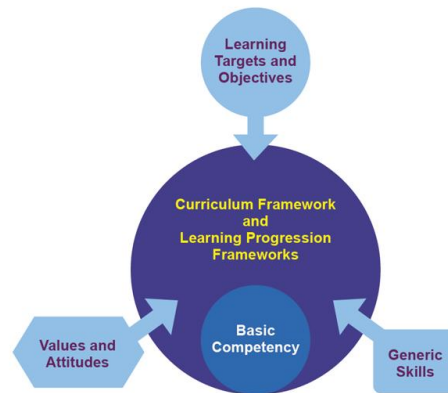 Learning
Targets and
Objectives
Curriculum Framework
and
Learning Progression
Frameworks
Values and
Attitudes
Basic
Competency
Generic
Skills